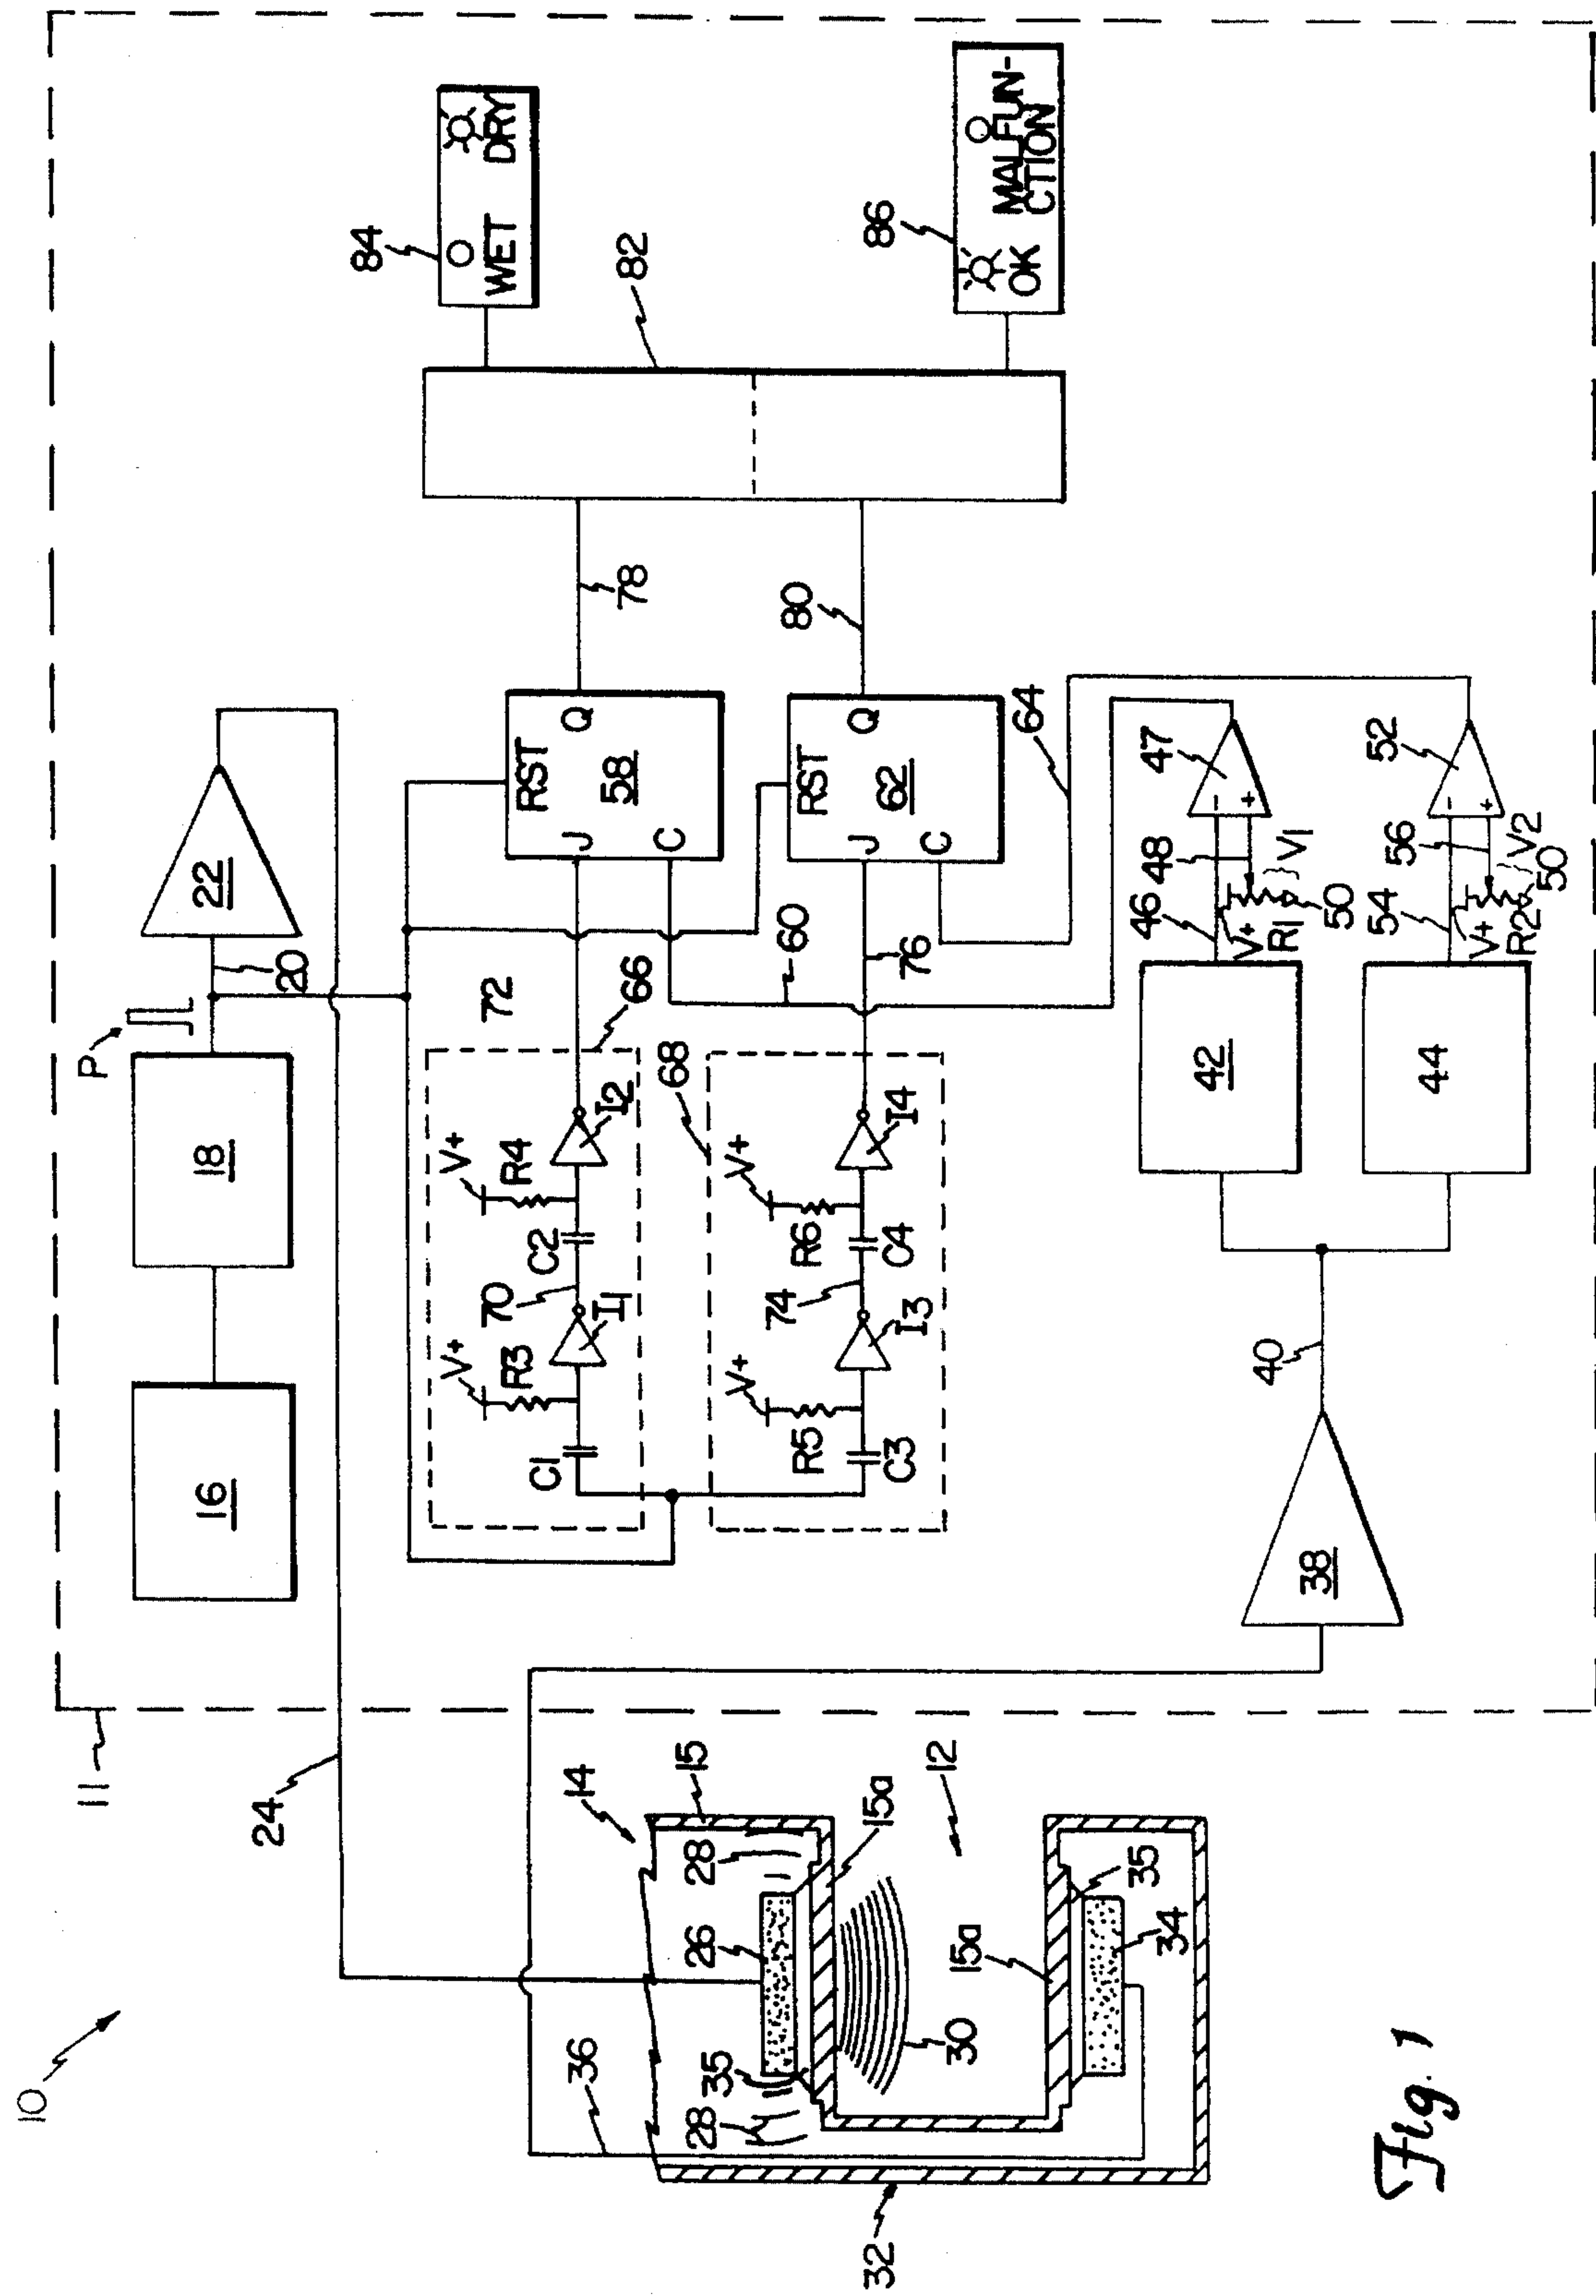 Fig. 1
10
11
P
16
18
20
22
24
84
WET DRY
82
86
OK MALFUN-
CTION
78
80
RST
J Q
58
C
RST
J Q
62
C
64
72
66
V+ V+
R3 R4
C1 I1 70 C2 I2
68
V+ V+
R5 R6
C3 I3 74 C4 I4
76
60
38
40
42
46
48
47
- +
V+
R1
V1
50
44
54
56
52
- +
V+
R2
V2
50
14
15
28
26
35
28
36
15a
12
30
15a
35
34
32